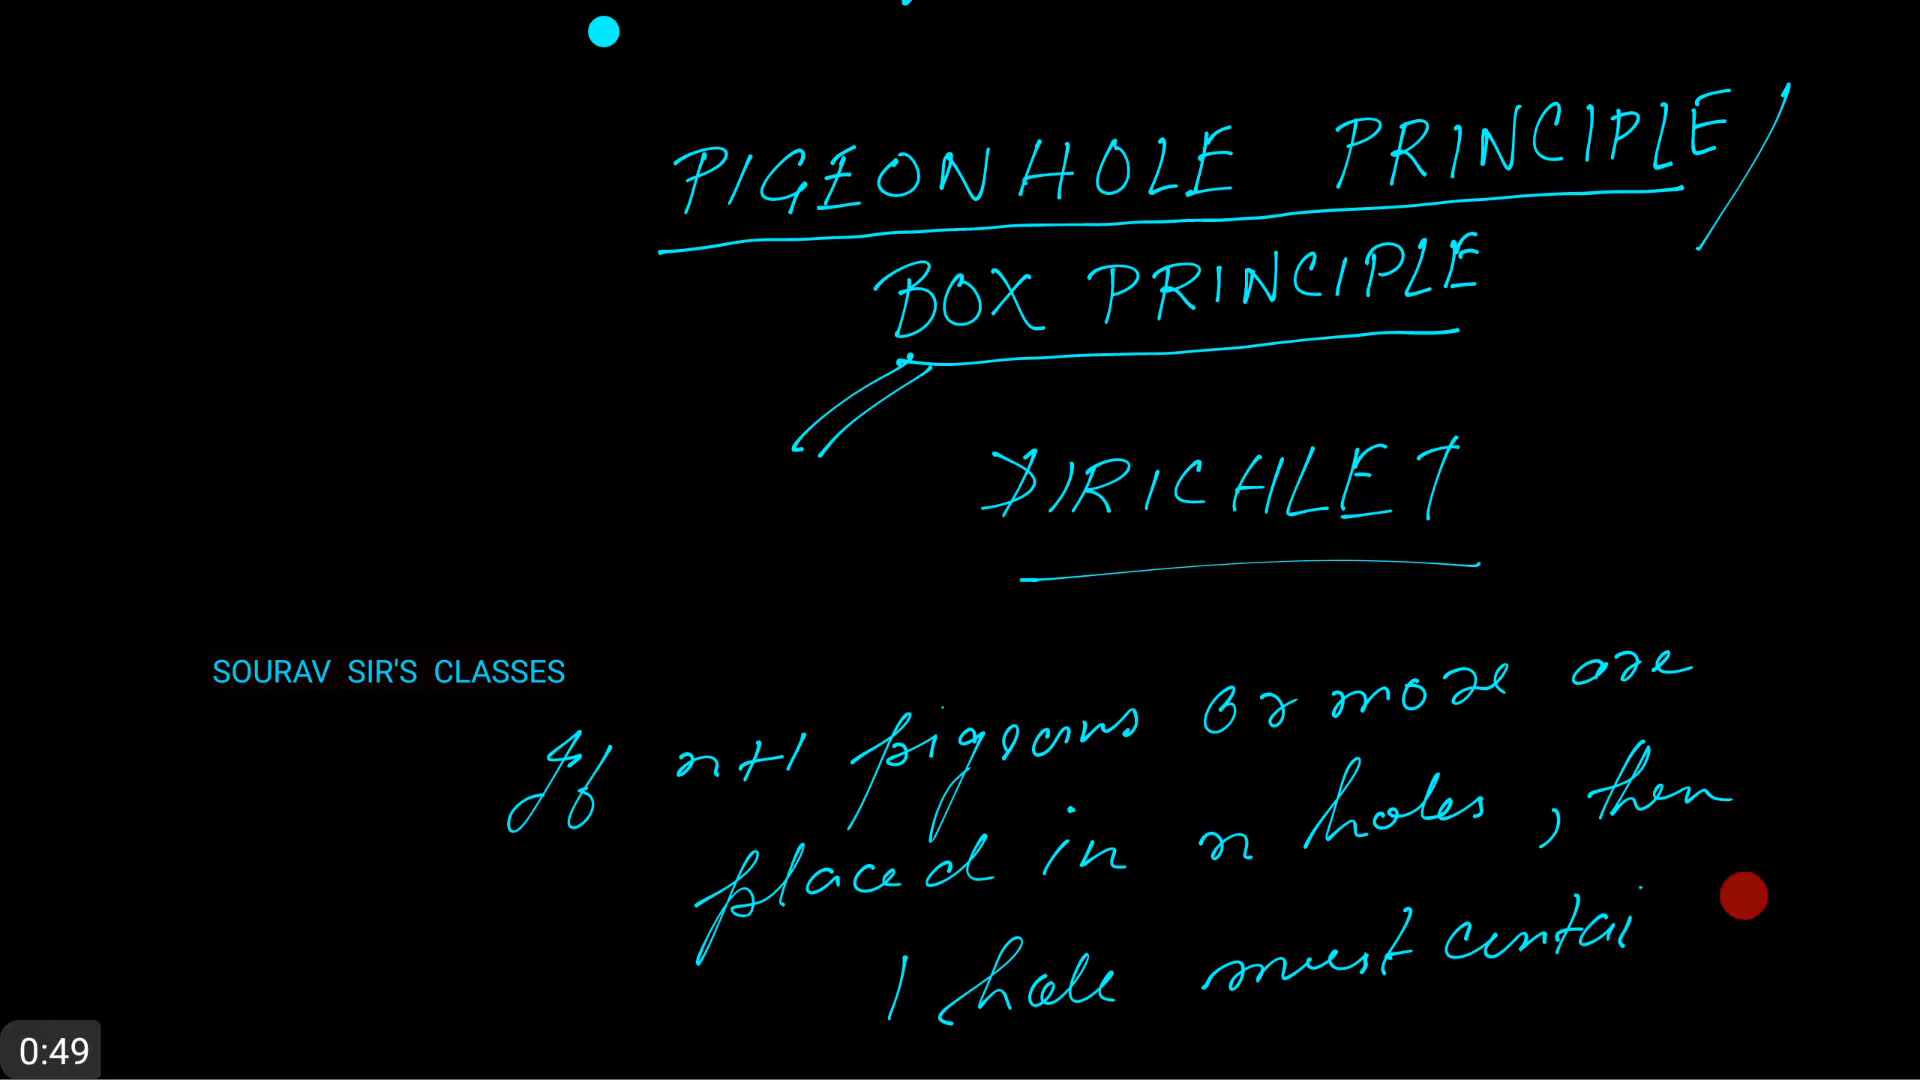 PIGEONHOLE PRINCIPLE/
BOX PRINCIPLE
DIRICHLET
SOURAV SIR'S CLASSES
If n+1 pigeons or more are
placed in n holes, then
1 hole must contai
0:49